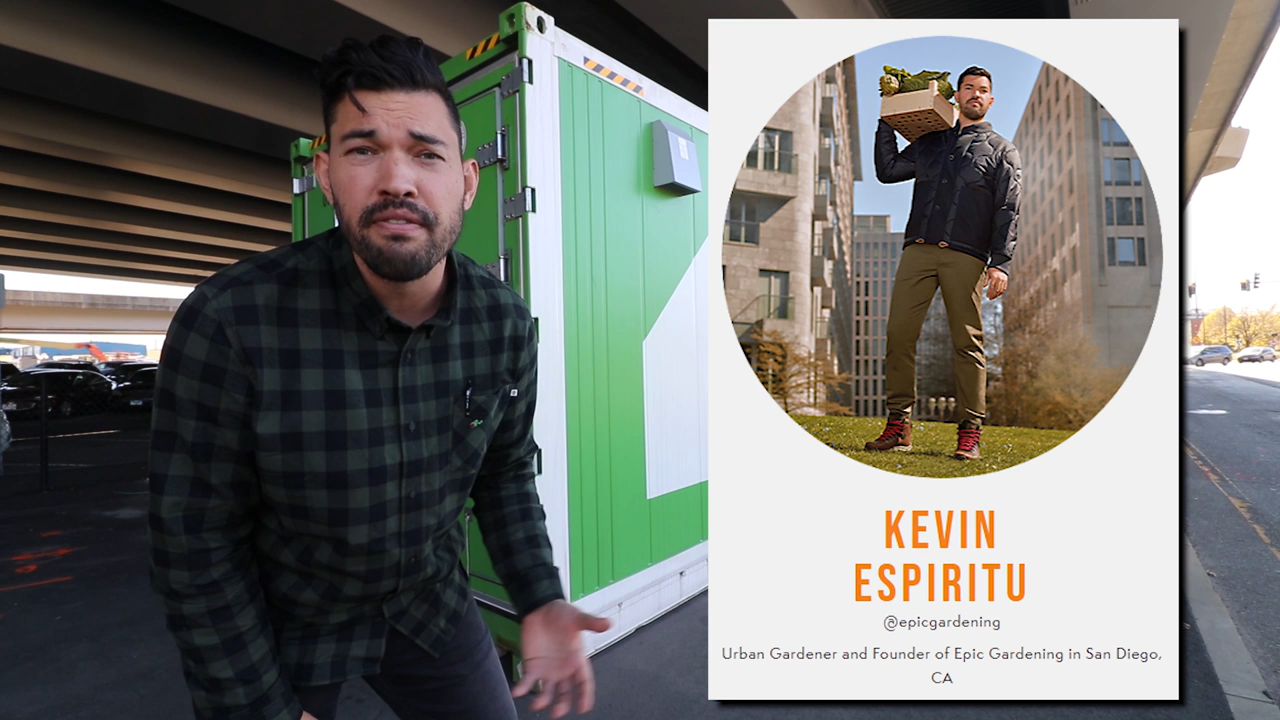 KEVIN
ESPIRITU
@epicgardening
Urban Gardener and Founder of Epic Gardening in San Diego,
CA